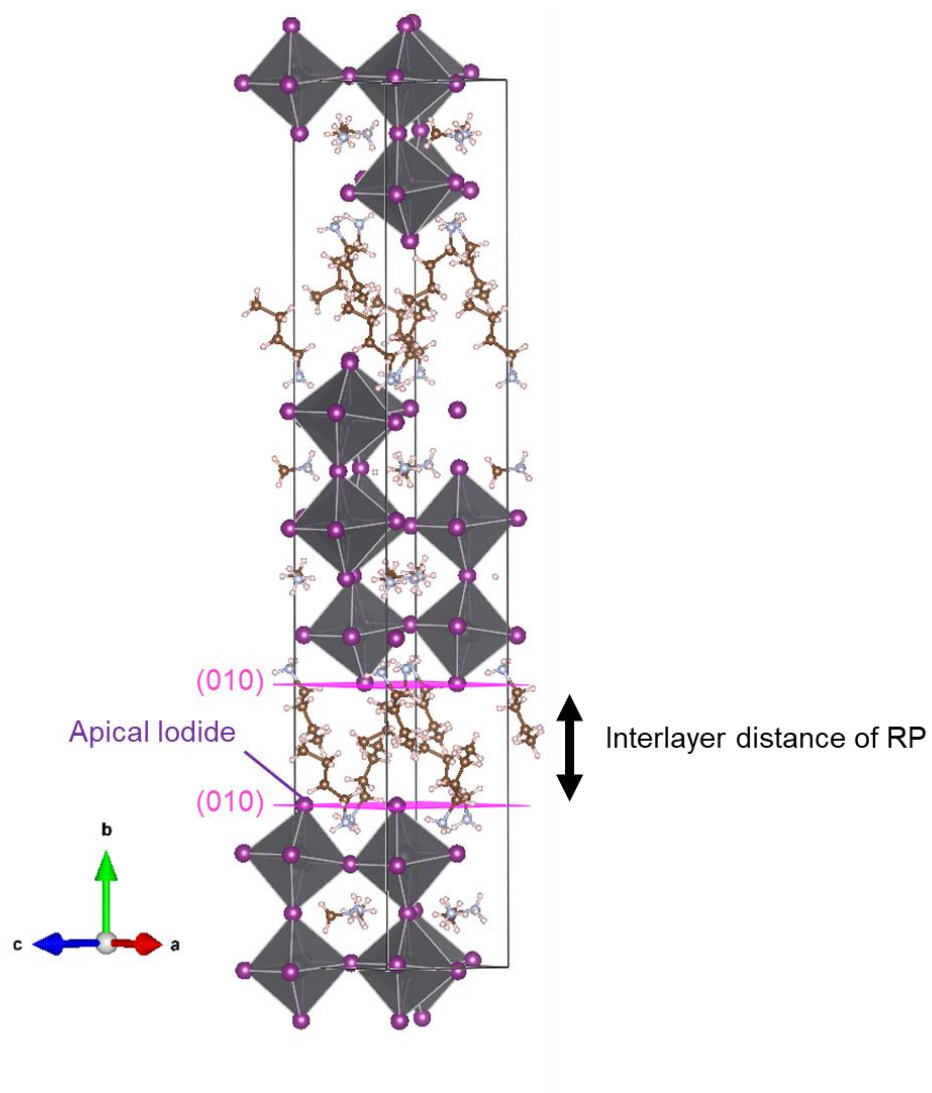 (010)
Apical Iodide
Interlayer distance of RP
(010)
b
c
a